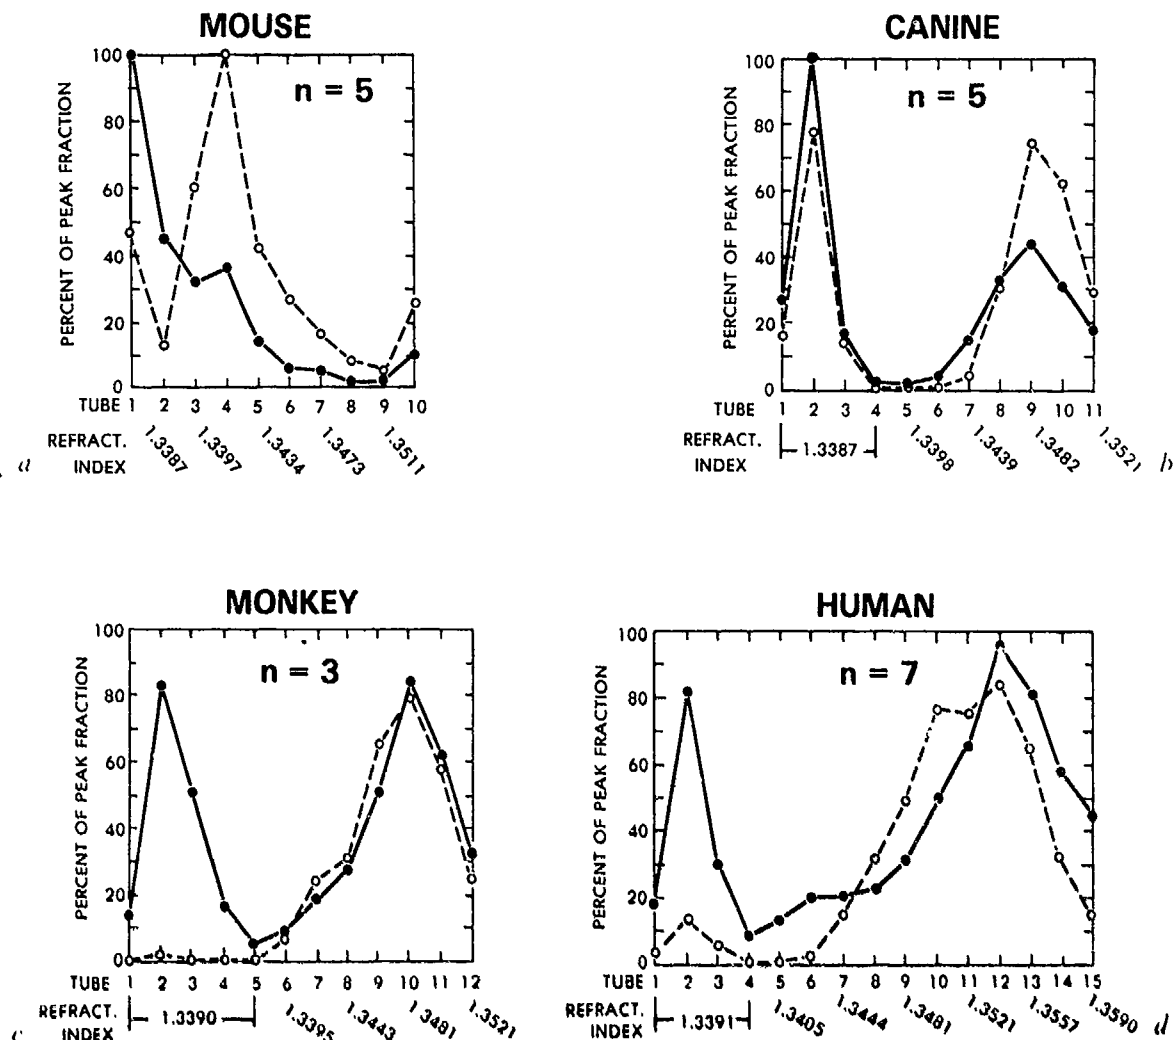 MOUSE
n = 5
PERCENT OF PEAK FRACTION
100
80
60
40
20
0
TUBE 1 2 3 4 5 6 7 8 9 10
REFRACT. INDEX 1.3387 1.3397 1.3434 1.3473 1.3511
a
CANINE
n = 5
PERCENT OF PEAK FRACTION
100
80
60
40
20
0
TUBE 1 2 3 4 5 6 7 8 9 10 11
REFRACT. INDEX 1.3387 1.3398 1.3439 1.3482 1.3521
b
MONKEY
n = 3
PERCENT OF PEAK FRACTION
100
80
60
40
20
0
TUBE 1 2 3 4 5 6 7 8 9 10 11 12
REFRACT. INDEX 1.3390 1.3395 1.3443 1.3481 1.3521
c
HUMAN
n = 7
PERCENT OF PEAK FRACTION
100
80
60
40
20
0
TUBE 1 2 3 4 5 6 7 8 9 10 11 12 13 14 15
REFRACT. INDEX 1.3391 1.3405 1.3444 1.3481 1.3521 1.3557 1.3590
d